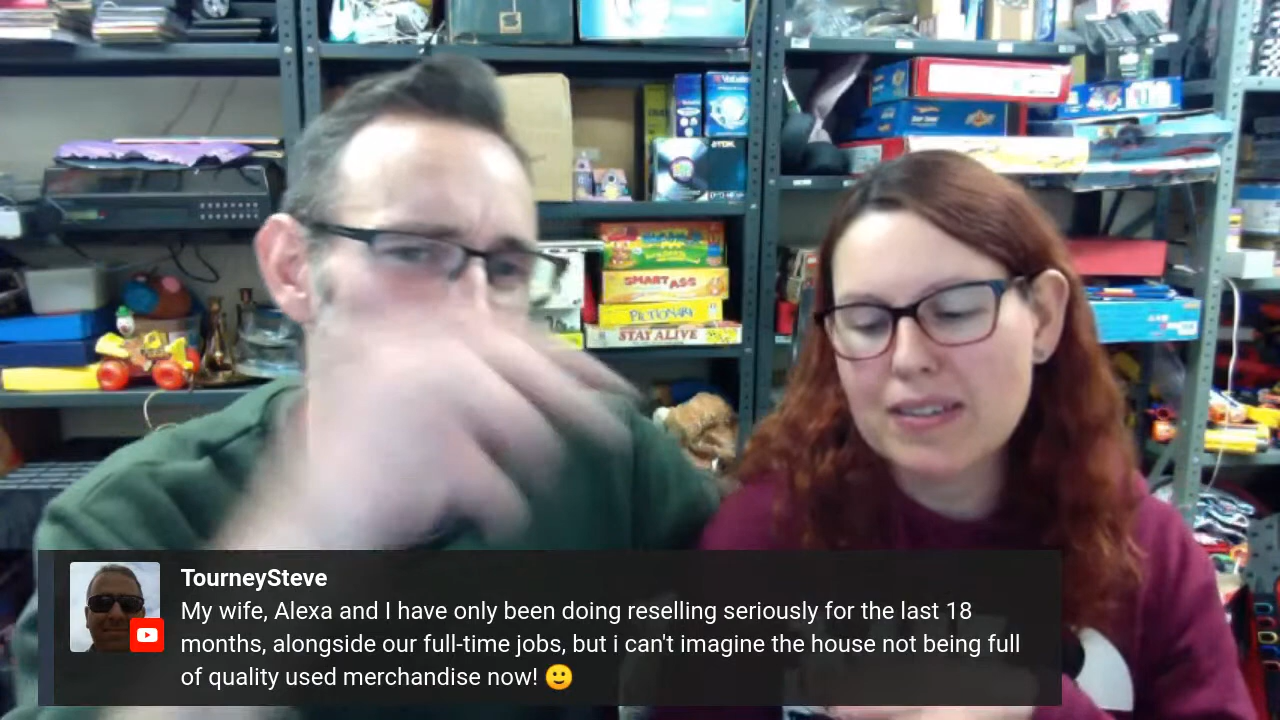 Verbatim
TDK
SMART ASS
PICTIONARY
STAY ALIVE
TourneySteve
My wife, Alexa and I have only been doing reselling seriously for the last 18
months, alongside our full-time jobs, but i can't imagine the house not being full
of quality used merchandise now! 🙂